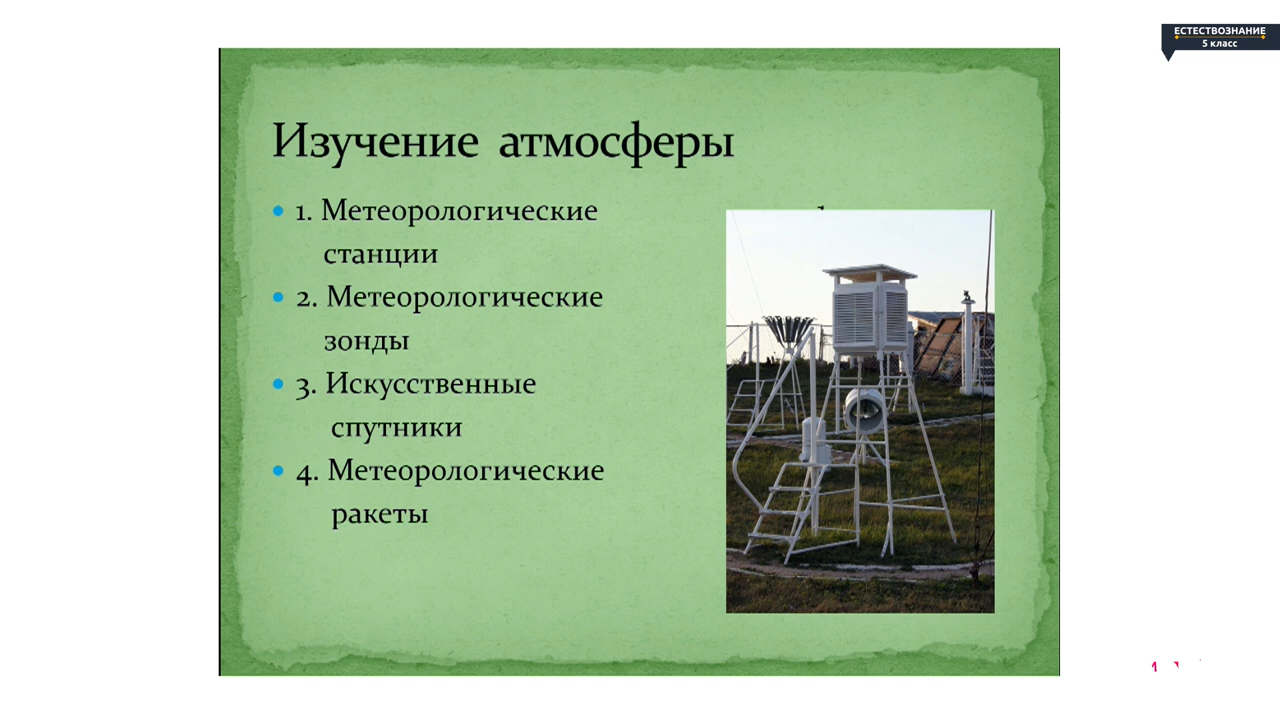 ЕСТЕСТВОЗНАНИЕ
5 класс
Изучение атмосферы
1. Метеорологические
станции
2. Метеорологические
зонды
3. Искусственные
спутники
4. Метеорологические
ракеты